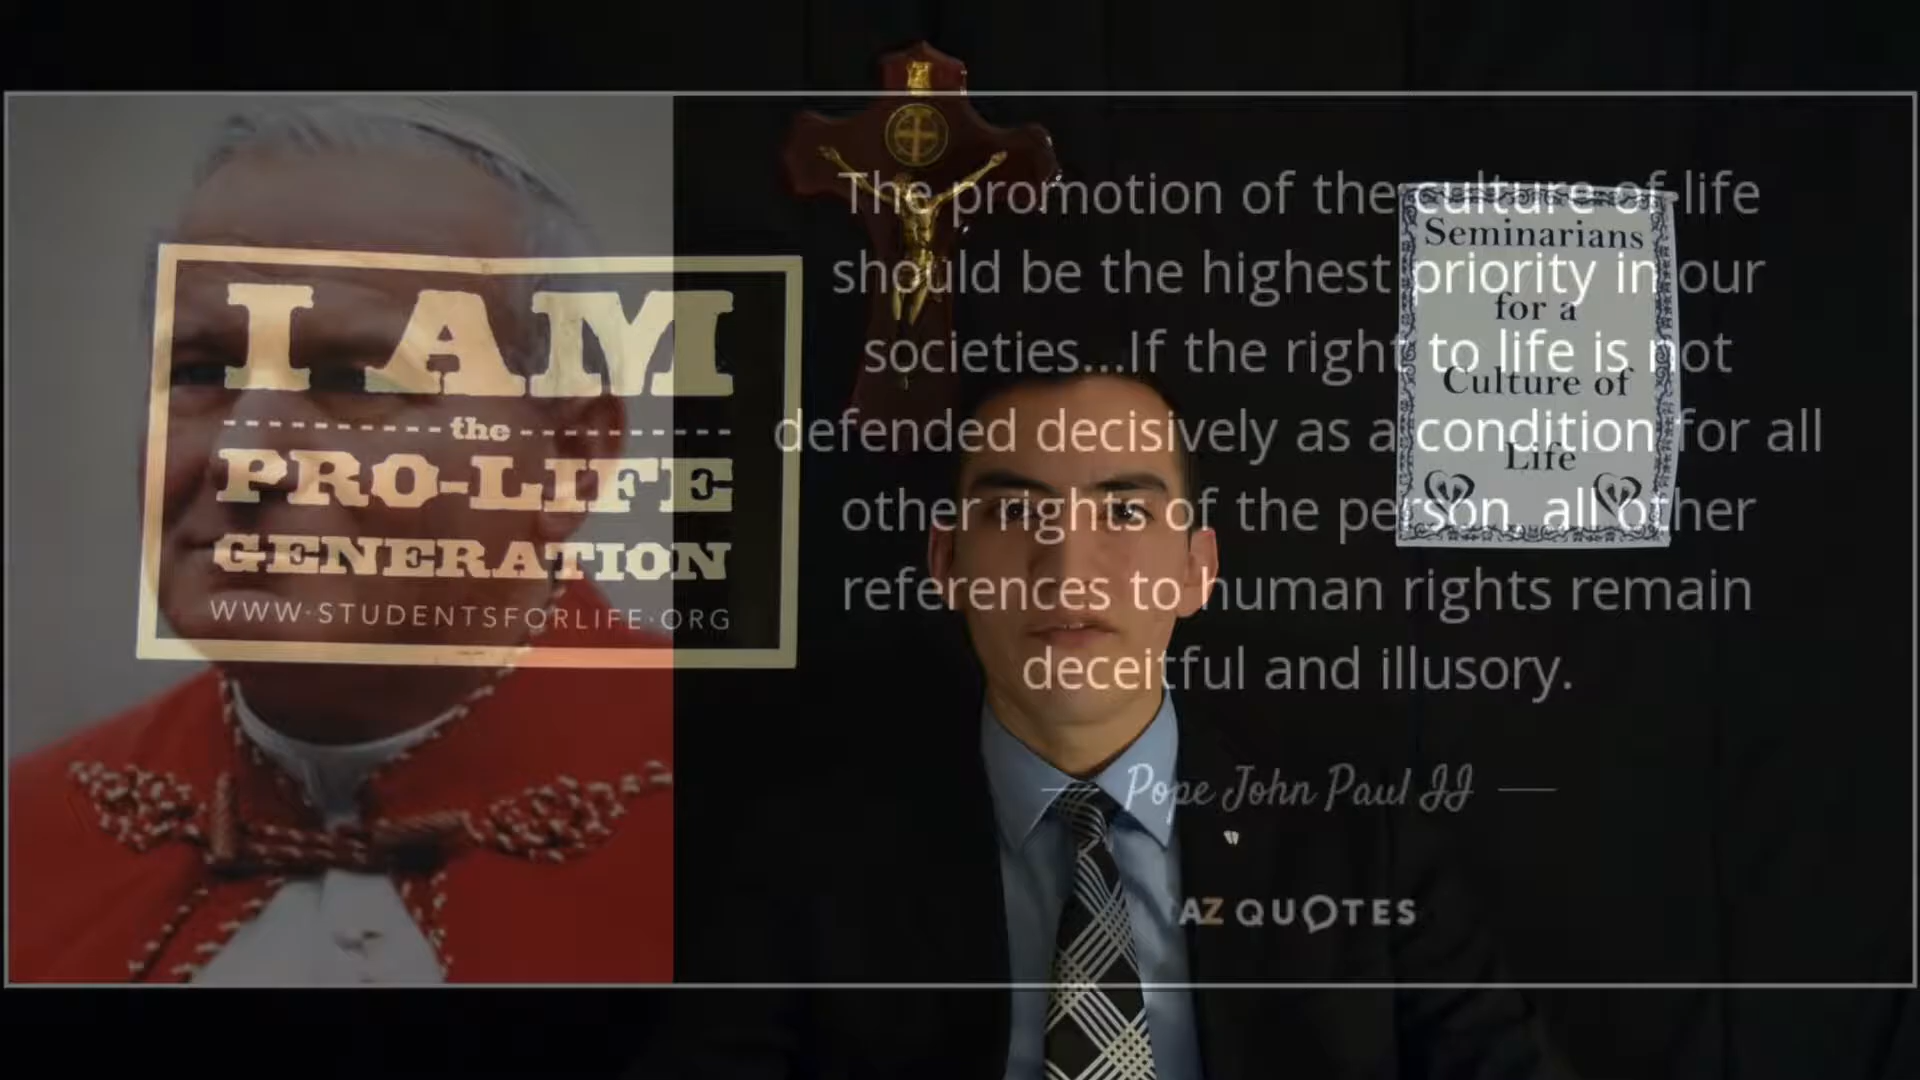 I AM
the
PRO-LIFE
GENERATION
WWW·STUDENTSFORLIFE·ORG
The promotion of the culture of life
should be the highest priority in our
societies...If the right to life is not
defended decisively as a condition for all
other rights of the person, all other
references to human rights remain
deceitful and illusory.
Pope John Paul II
AZ QUOTES
Seminarians
for a
Culture of
Life